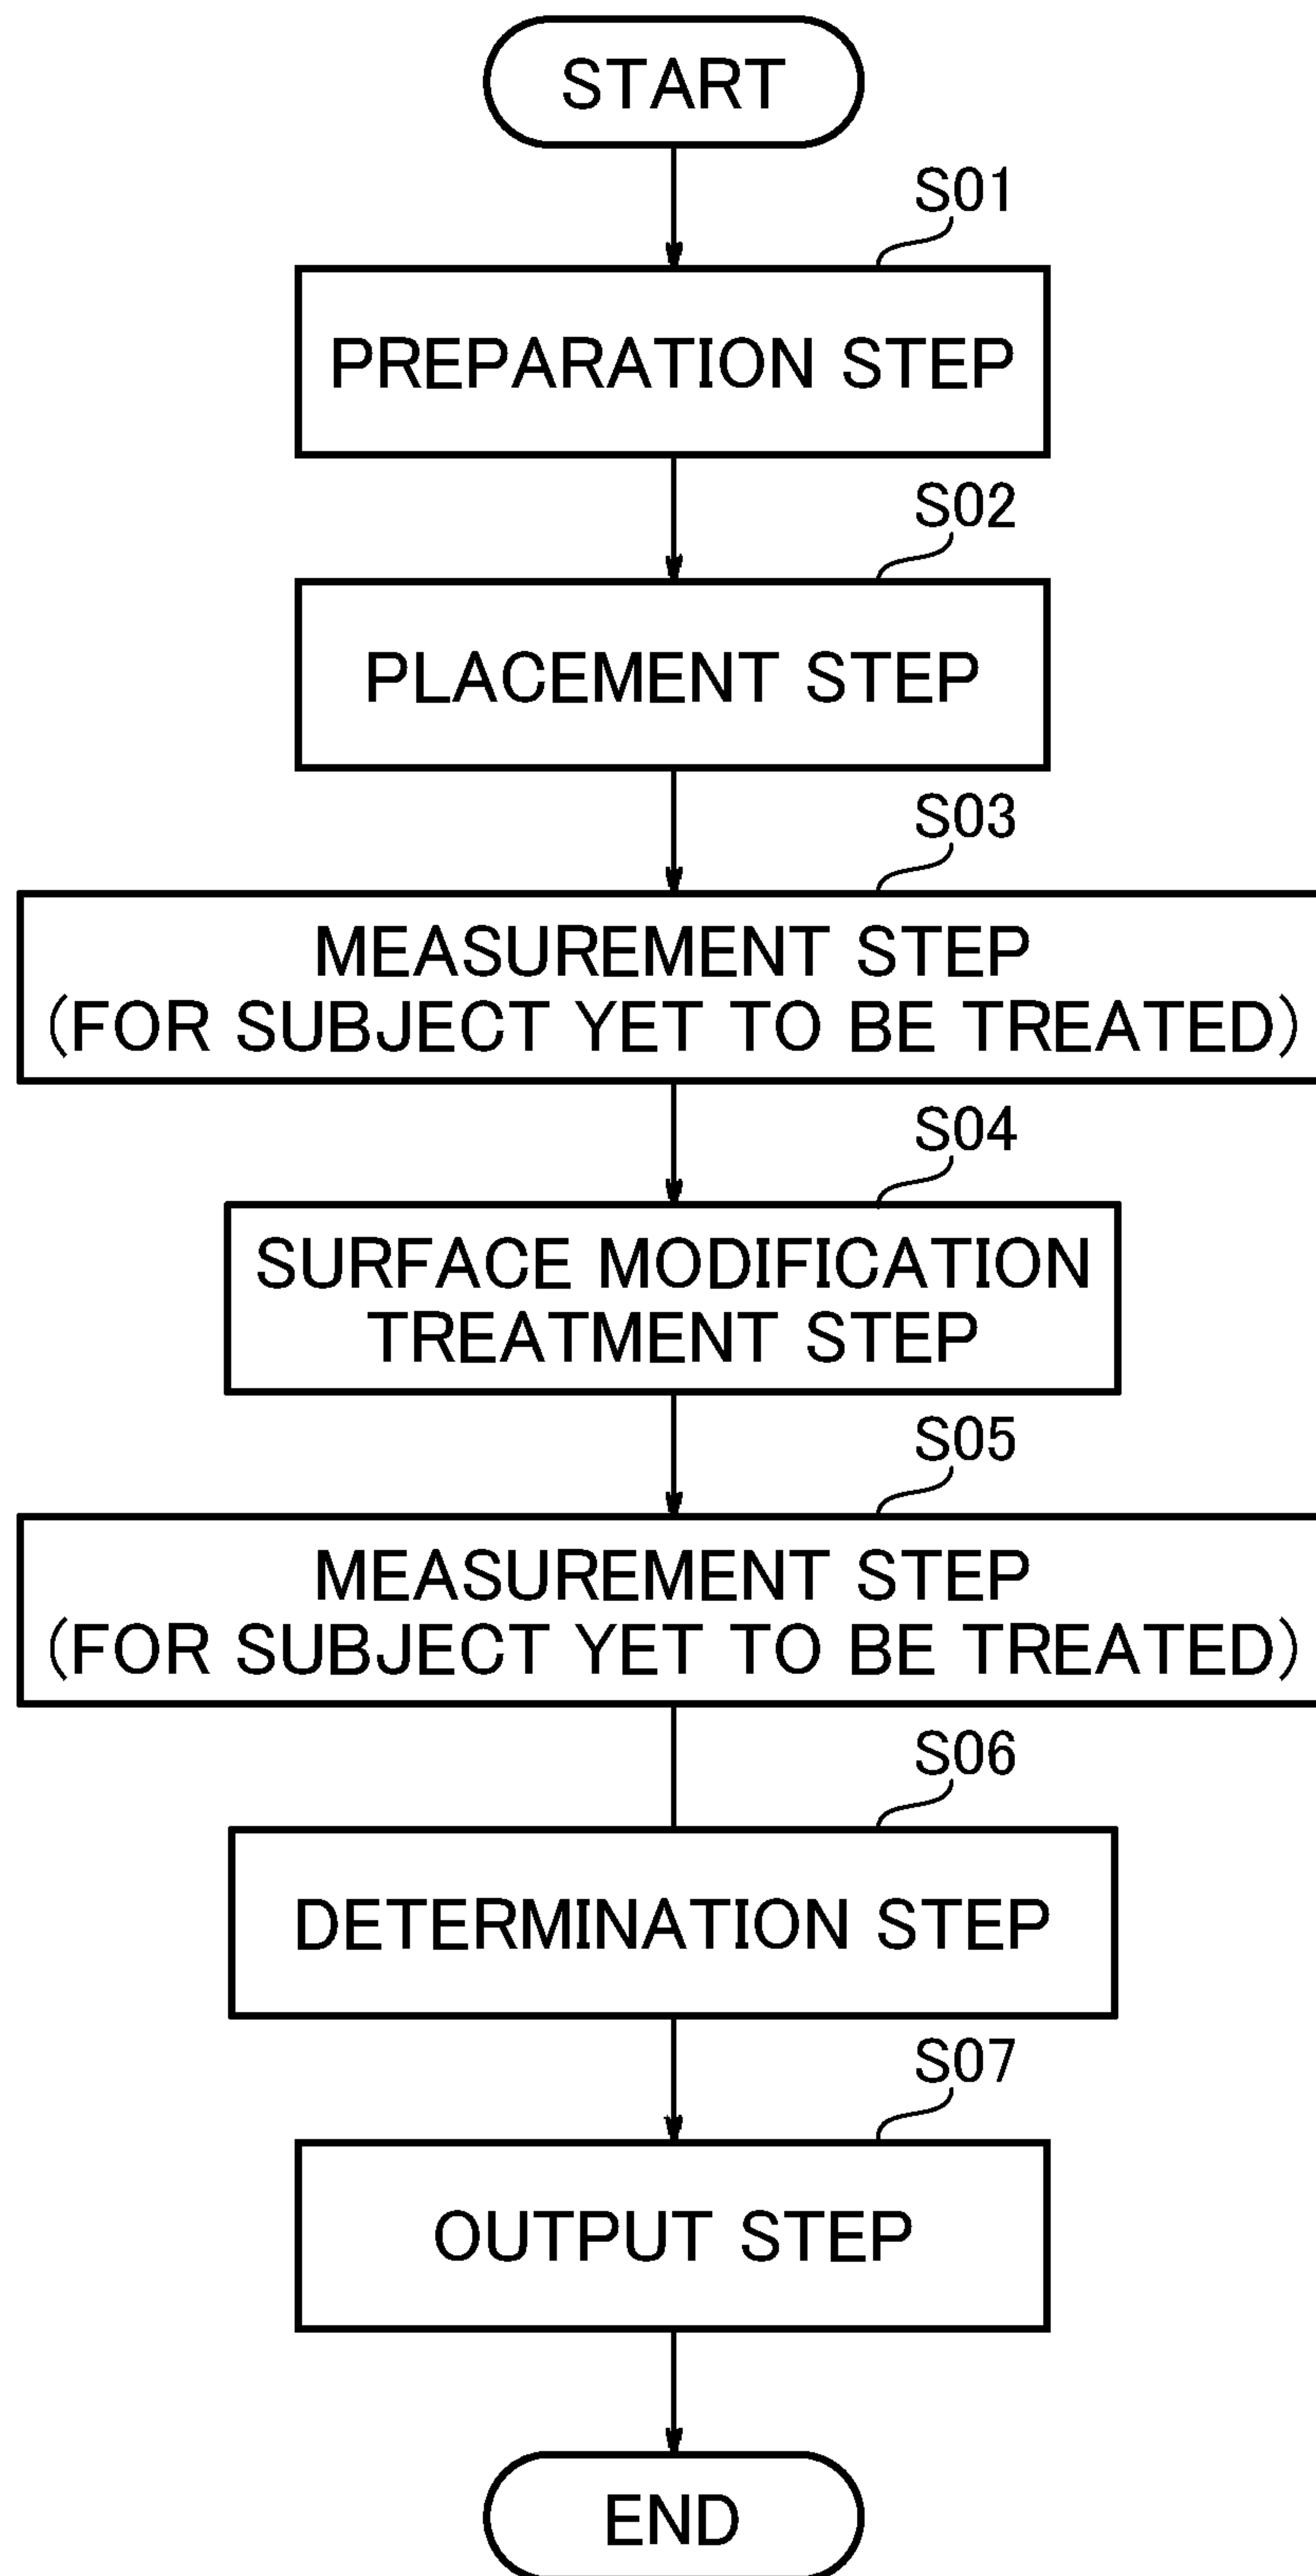 START
S01
PREPARATION STEP
S02
PLACEMENT STEP
S03
MEASUREMENT STEP
(FOR SUBJECT YET TO BE TREATED)
S04
SURFACE MODIFICATION
TREATMENT STEP
S05
MEASUREMENT STEP
(FOR SUBJECT YET TO BE TREATED)
S06
DETERMINATION STEP
S07
OUTPUT STEP
END